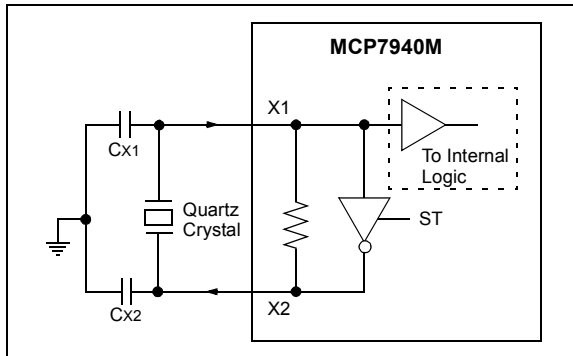 MCP7940M
X1
CX1
To Internal
Logic
Quartz
Crystal
ST
X2
CX2